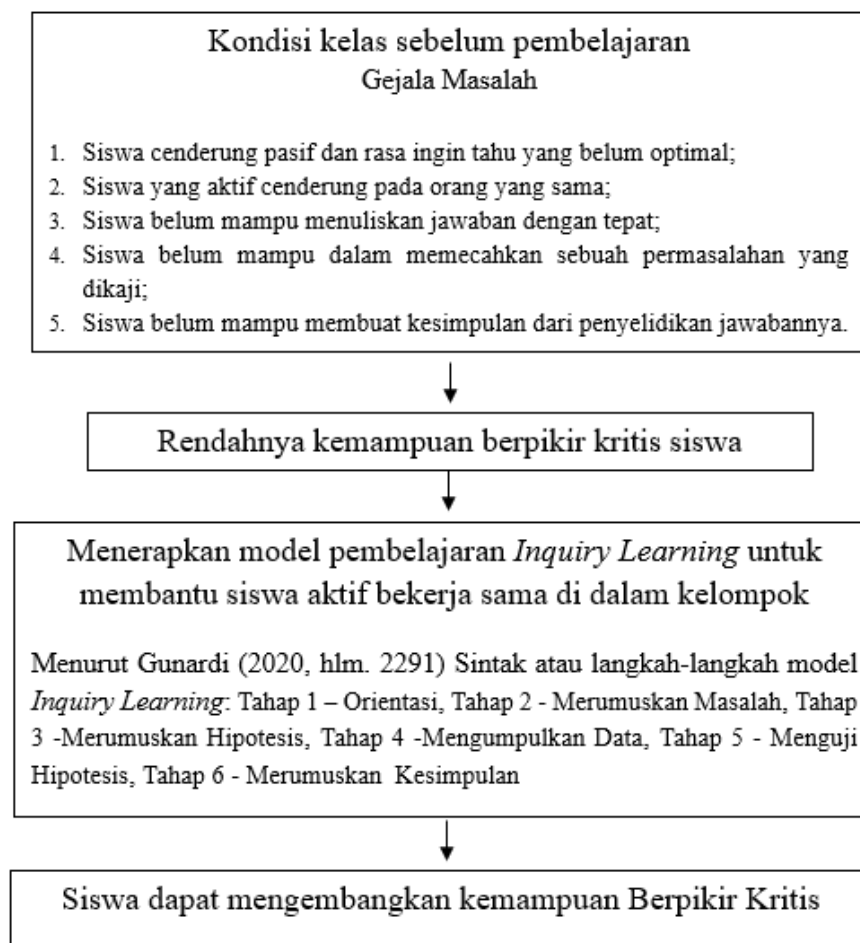 Kondisi kelas sebelum pembelajaran
Gejala Masalah
1. Siswa cenderung pasif dan rasa ingin tahu yang belum optimal;
2. Siswa yang aktif cenderung pada orang yang sama;
3. Siswa belum mampu menuliskan jawaban dengan tepat;
4. Siswa belum mampu dalam memecahkan sebuah permasalahan yang
dikaji;
5. Siswa belum mampu membuat kesimpulan dari penyelidikan jawabannya.
Rendahnya kemampuan berpikir kritis siswa
Menerapkan model pembelajaran Inquiry Learning untuk
membantu siswa aktif bekerja sama di dalam kelompok
Menurut Gunardi (2020, hlm. 2291) Sintak atau langkah-langkah model
Inquiry Learning: Tahap 1 – Orientasi, Tahap 2 - Merumuskan Masalah, Tahap
3 -Merumuskan Hipotesis, Tahap 4 -Mengumpulkan Data, Tahap 5 - Menguji
Hipotesis, Tahap 6 - Merumuskan Kesimpulan
Siswa dapat mengembangkan kemampuan Berpikir Kritis